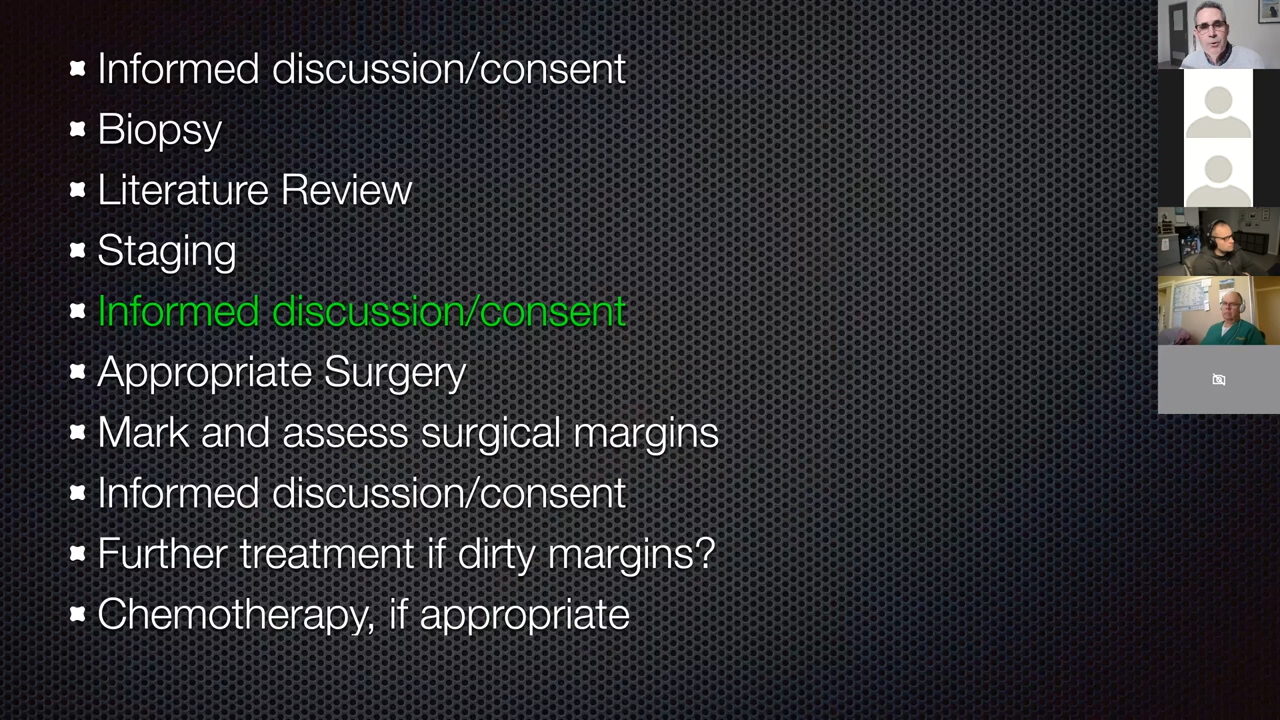 Informed discussion/consent
Biopsy
Literature Review
Staging
Informed discussion/consent
Appropriate Surgery
Mark and assess surgical margins
Informed discussion/consent
Further treatment if dirty margins?
Chemotherapy, if appropriate